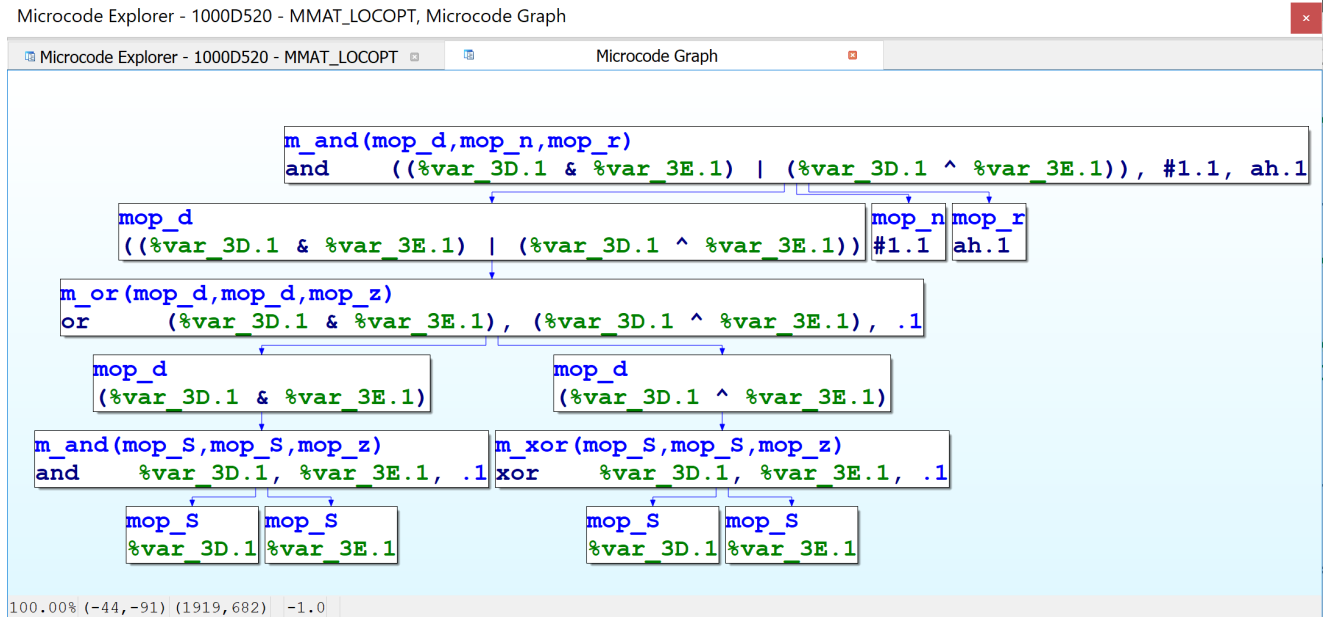 Microcode Explorer - 1000D520 - MMAT_LOCOPT, Microcode Graph
Microcode Explorer - 1000D520 - MMAT_LOCOPT
Microcode Graph
m_and(mop_d,mop_n,mop_r)
and ((%var_3D.1 & %var_3E.1) | (%var_3D.1 ^ %var_3E.1)), #1.1, ah.1
mop_d
((%var_3D.1 & %var_3E.1) | (%var_3D.1 ^ %var_3E.1))
mop_n
#1.1
mop_r
ah.1
m_or(mop_d,mop_d,mop_z)
or (%var_3D.1 & %var_3E.1), (%var_3D.1 ^ %var_3E.1), .1
mop_d
(%var_3D.1 & %var_3E.1)
mop_d
(%var_3D.1 ^ %var_3E.1)
m_and(mop_S,mop_S,mop_z)
and %var_3D.1, %var_3E.1, .1
m_xor(mop_S,mop_S,mop_z)
xor %var_3D.1, %var_3E.1, .1
mop_S
%var_3D.1
mop_S
%var_3E.1
mop_S
%var_3D.1
mop_S
%var_3E.1
100.00% (-44,-91) (1919,682) -1.0